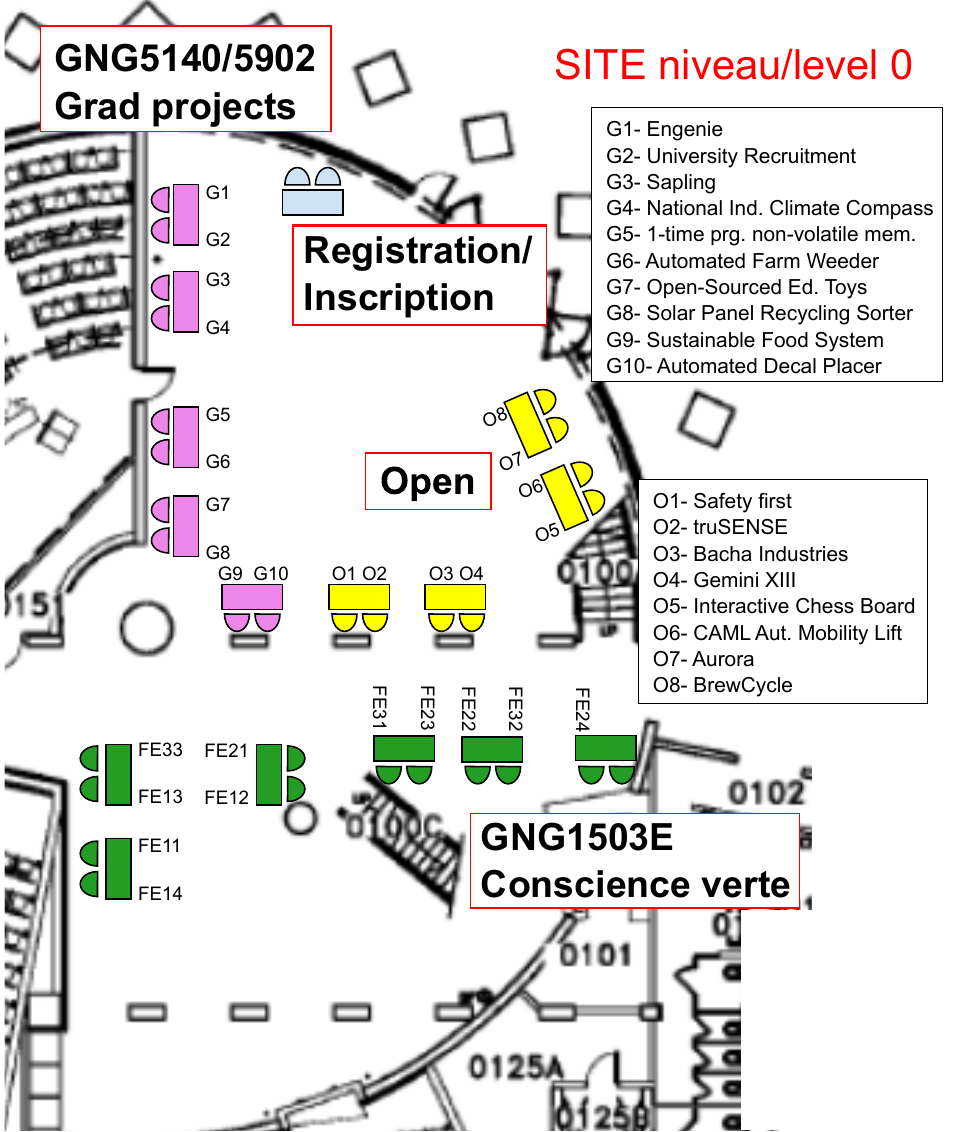 GNG5140/5902
Grad projects
SITE niveau/level 0
G1- Engenie
G2- University Recruitment
G3- Sapling
G4- National Ind. Climate Compass
G5- 1-time prg. non-volatile mem.
G6- Automated Farm Weeder
G7- Open-Sourced Ed. Toys
G8- Solar Panel Recycling Sorter
G9- Sustainable Food System
G10- Automated Decal Placer
G1
G2
G3
G4
Registration/
Inscription
G5
G6
G7
G8
O8
O7
Open
O6
O5
O1- Safety first
O2- truSENSE
O3- Bacha Industries
O4- Gemini XIII
O5- Interactive Chess Board
O6- CAML Aut. Mobility Lift
O7- Aurora
O8- BrewCycle
G9 G10 O1 O2 O3 O4
0100
FE31 FE23 FE22 FE32 FE24
FE33 FE21
FE13 FE12
FE11
FE14
0102
0100C
GNG1503E
Conscience verte
0101
0125A
0125B